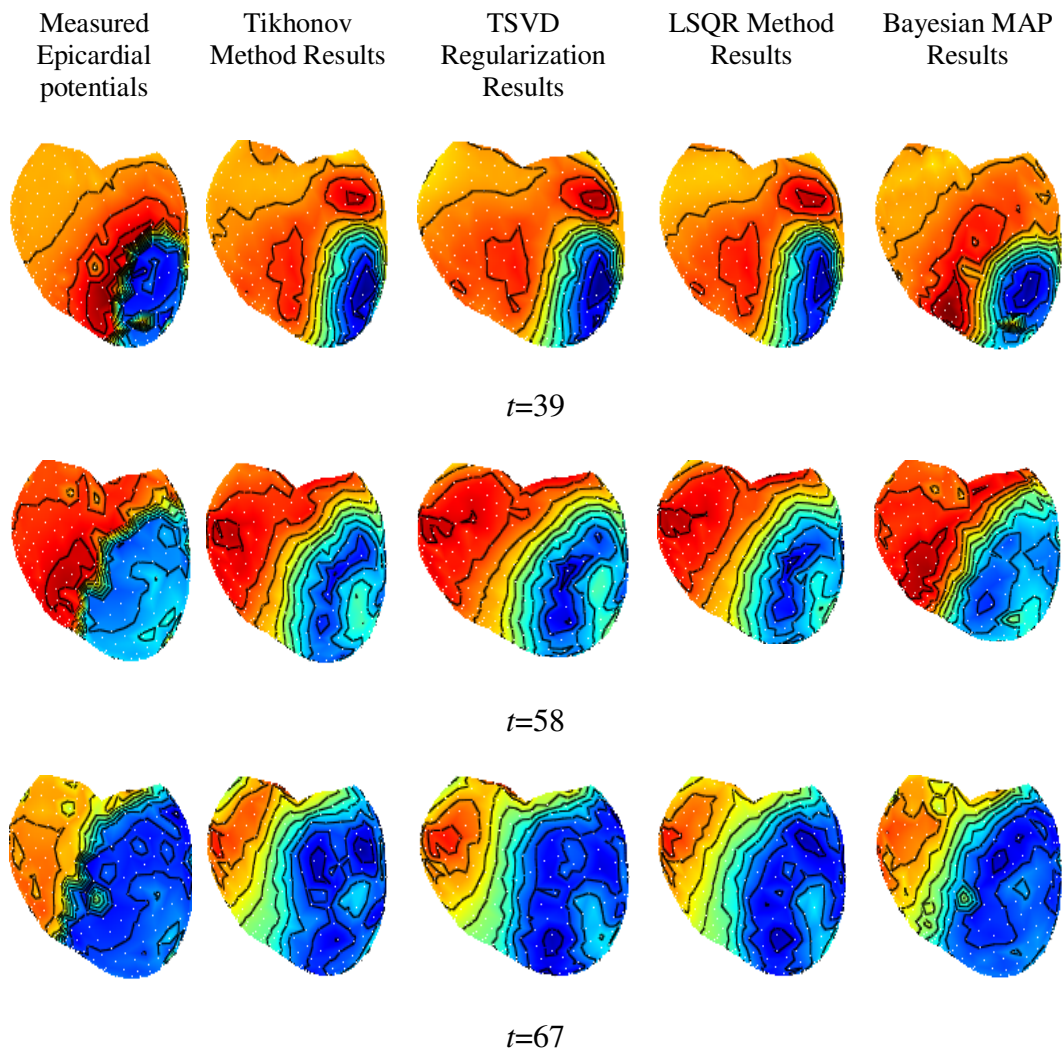 Measured
Epicardial
potentials
Tikhonov
Method Results
TSVD
Regularization
Results
LSQR Method
Results
Bayesian MAP
Results
t=39
t=58
t=67